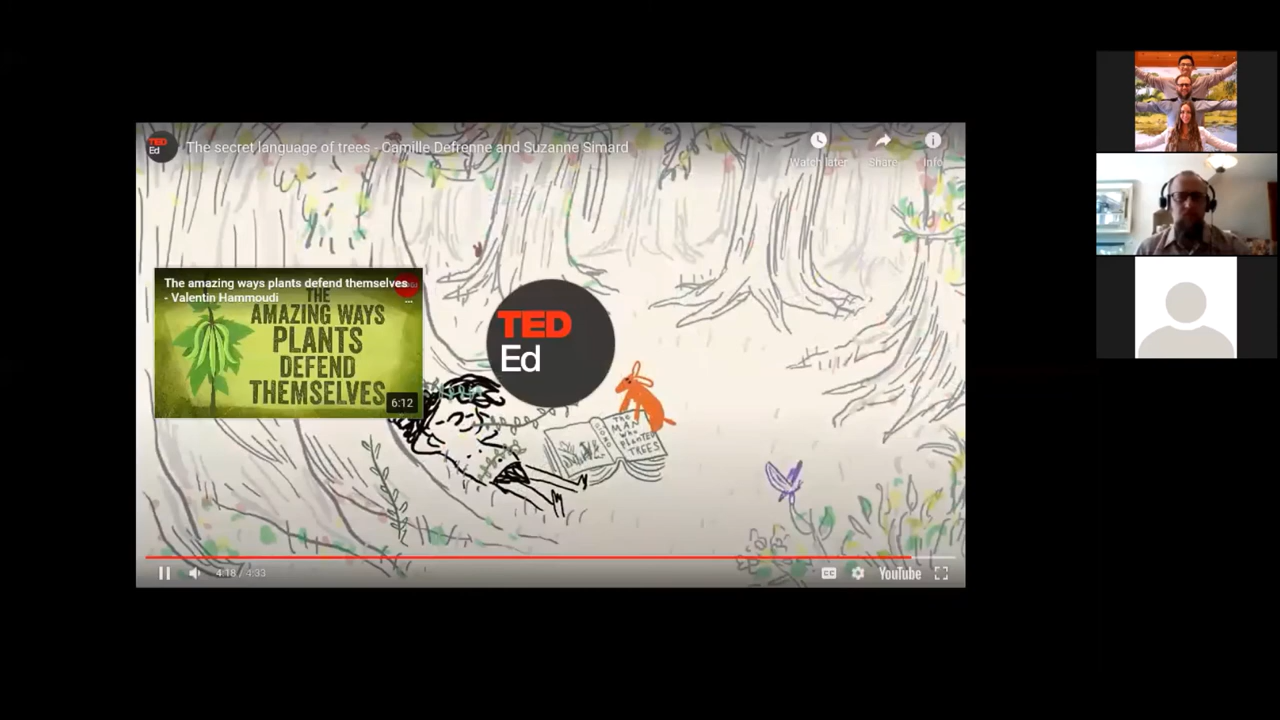 TED
Ed
The secret language of trees - Camille Defrenne and Suzanne Simard
Watch later
Share
Info
The amazing ways plants defend themselves
- Valentin Hammoudi
THE
AMAZING WAYS
PLANTS
DEFEND
THEMSELVES
6:12
TED
Ed
THE
MAN
WHO
PLANTED
TREES
4:18 / 4:33
CC
YouTube